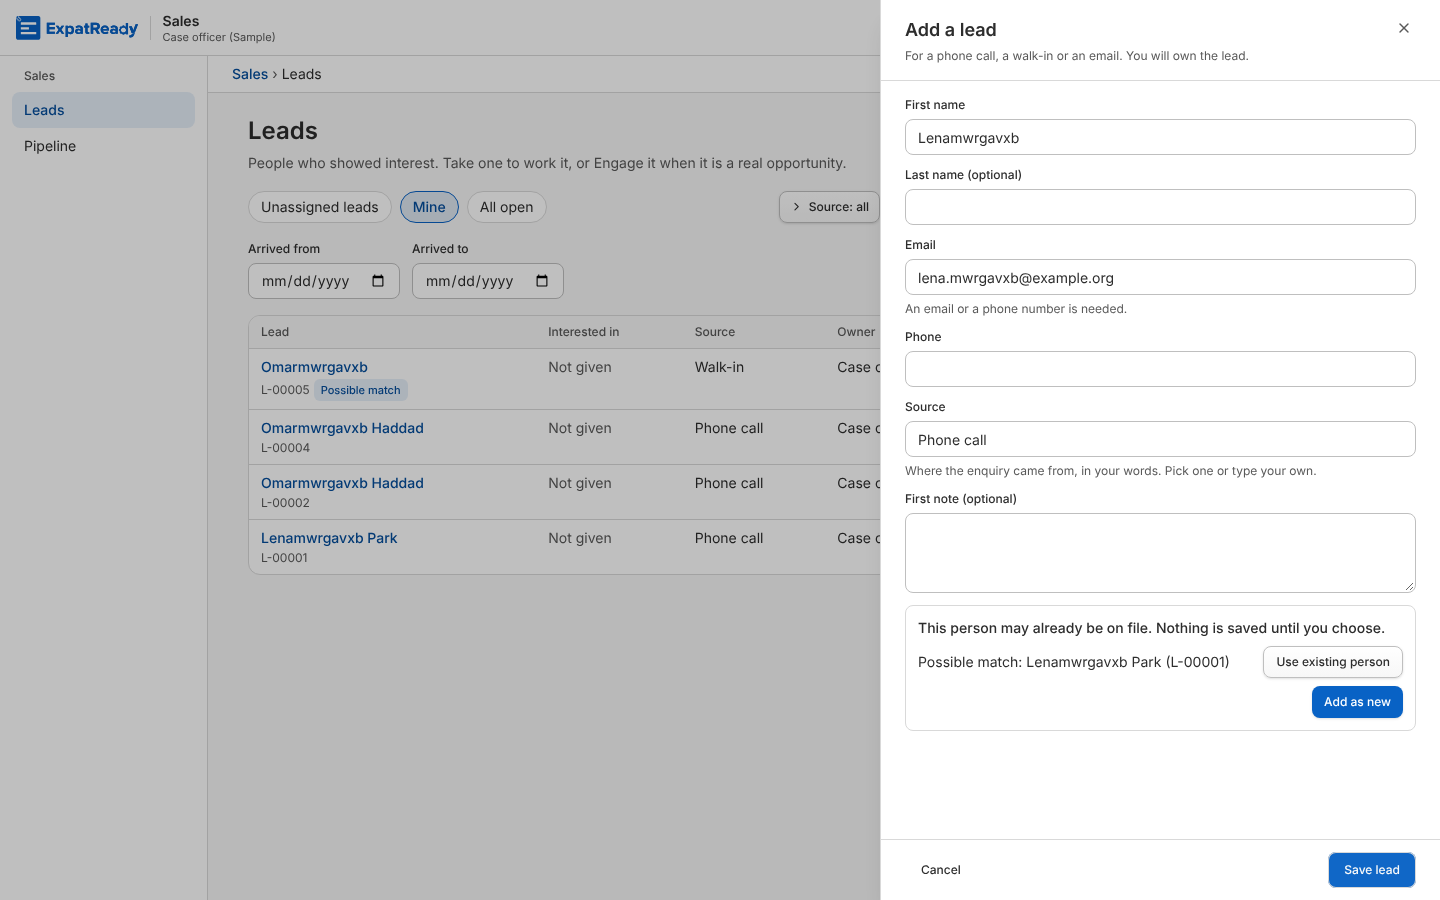 ExpatReady
Sales
Case officer (Sample)
Sales
Leads
Pipeline
Sales › Leads
Leads
People who showed interest. Take one to work it, or Engage it when it is a real opportunity.
Unassigned leads
Mine
All open
Source: all
Arrived from
Arrived to
mm/dd/yyyy
mm/dd/yyyy
Lead Interested in Source Owner
Omarmwrgavxb Not given Walk-in Case
L-00005 Possible match
Omarmwrgavxb Haddad Not given Phone call Case
L-00004
Omarmwrgavxb Haddad Not given Phone call Case
L-00002
Lenamwrgavxb Park Not given Phone call Case
L-00001
Add a lead
For a phone call, a walk-in or an email. You will own the lead.
First name
Lenamwrgavxb
Last name (optional)
Email
lena.mwrgavxb@example.org
An email or a phone number is needed.
Phone
Source
Phone call
Where the enquiry came from, in your words. Pick one or type your own.
First note (optional)
This person may already be on file. Nothing is saved until you choose.
Possible match: Lenamwrgavxb Park (L-00001)
Use existing person
Add as new
Cancel
Save lead